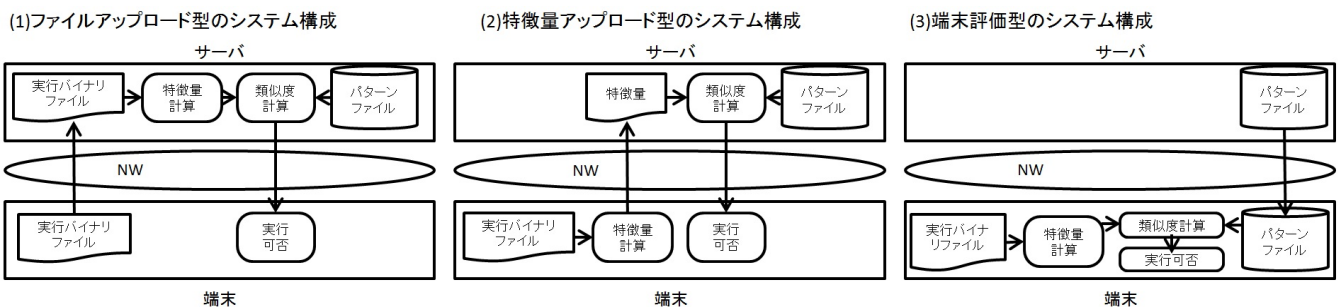 (1)ファイルアップロード型のシステム構成
サーバ
実行バイナリ
ファイル
特徴量
計算
類似度
計算
パターン
ファイル
NW
実行バイナリ
ファイル
実行
可否
端末
(2)特徴量アップロード型のシステム構成
サーバ
特徴量
類似度
計算
パターン
ファイル
NW
実行バイナリ
ファイル
特徴量
計算
実行
可否
端末
(3)端末評価型のシステム構成
サーバ
パターン
ファイル
NW
実行バイナ
リファイル
特徴量
計算
類似度計算
実行可否
パターン
ファイル
端末